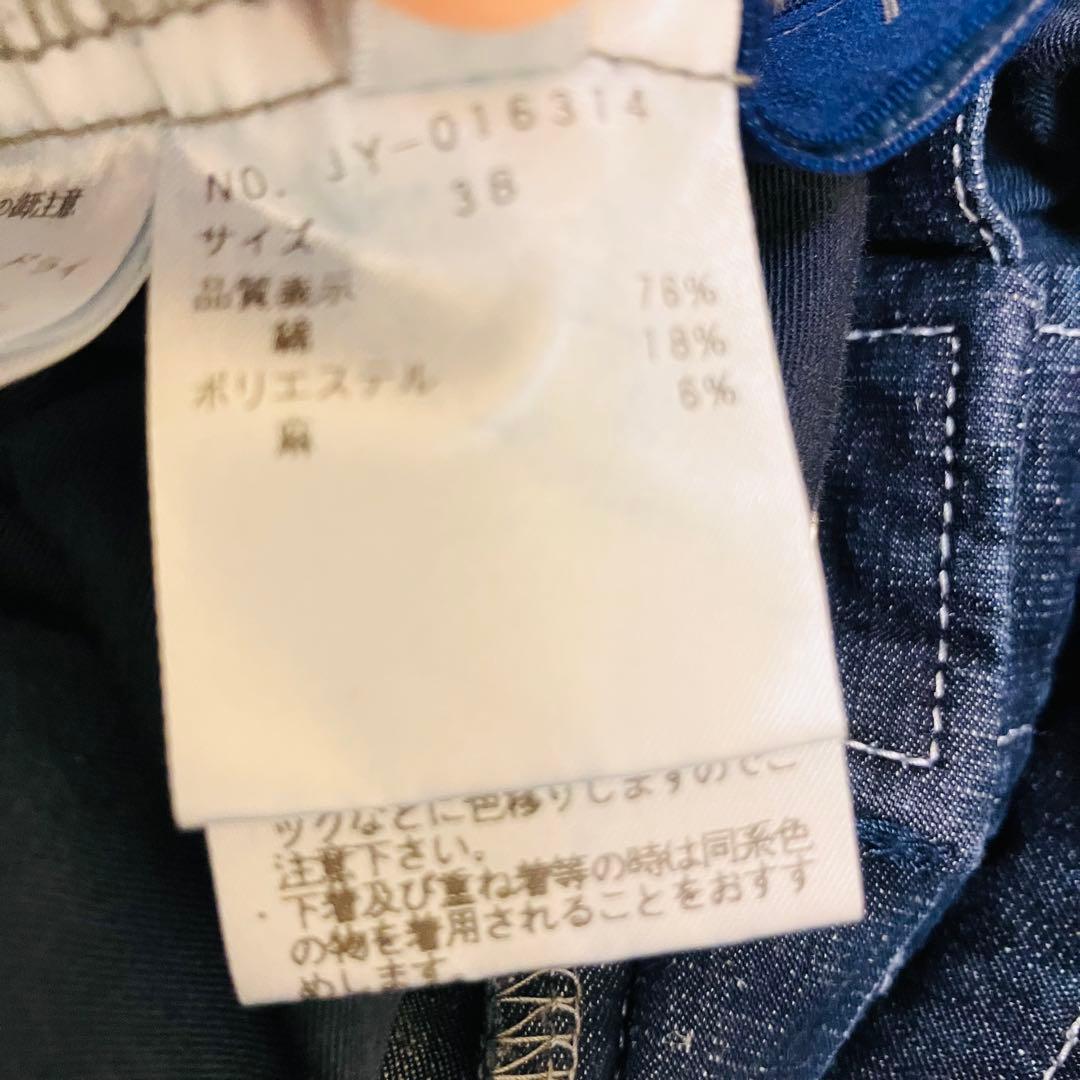 NO. JY-016314
サイズ 38
品質表示
綿 76%
ポリエステル 18%
麻 6%
の御注意
ドライ
ックなどに色移りしますのでご
注意下さい。
下着及び重ね着等の時は同系色
の物を着用されることをおすす
めします。